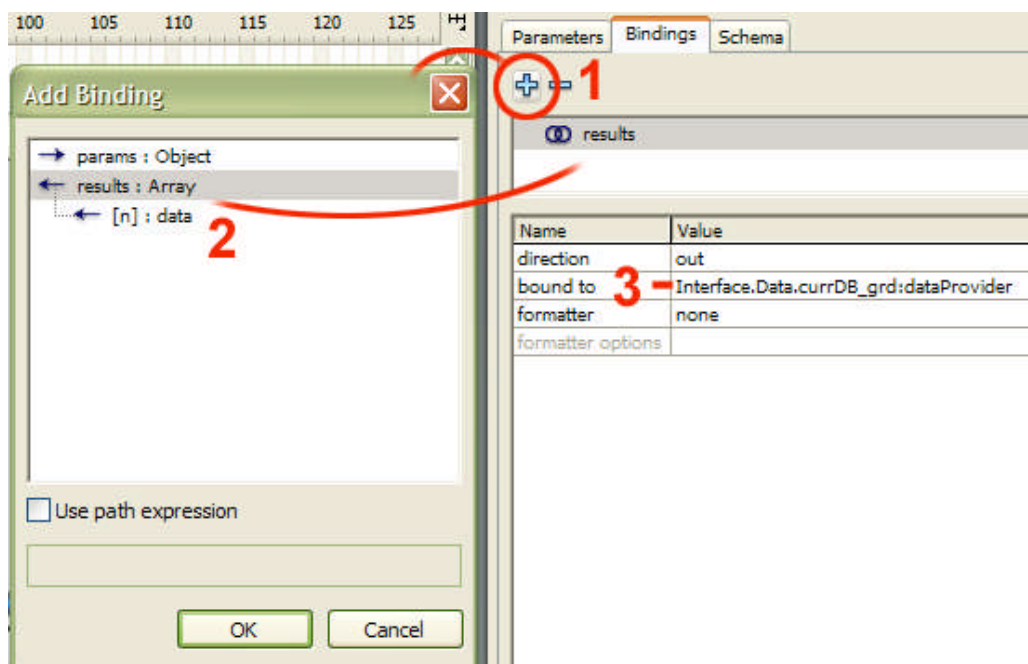 100 105 110 115 120 125
Parameters Bindings Schema
1
Add Binding
results
params : Object
results : Array
[n] : data
2
Name Value
direction out
bound to 3 Interface.Data.currDB_grd:dataProvider
formatter none
formatter options
Use path expression
OK Cancel